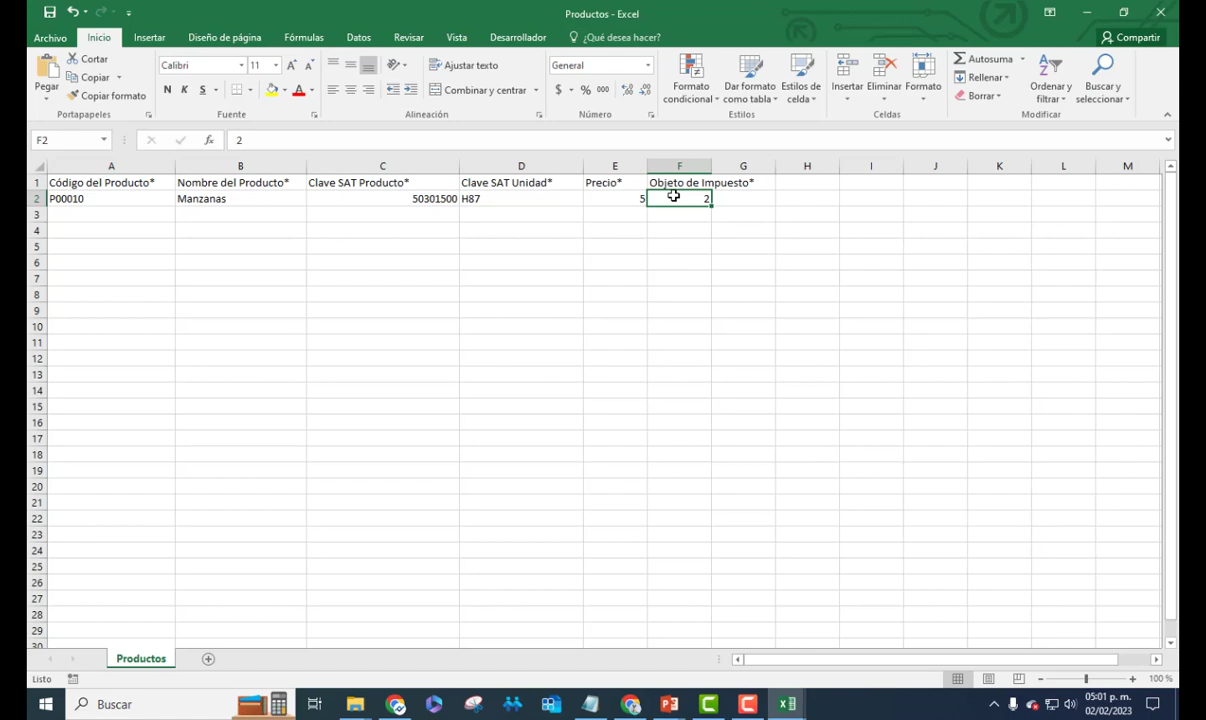 Productos - Excel
Archivo Inicio Insertar Diseño de página Fórmulas Datos Revisar Vista Desarrollador ¿Qué desea hacer? Compartir
Pegar
Cortar
Copiar
Copiar formato
Portapapeles
Calibri 11
N K S
Fuente
Ajustar texto
Combinar y centrar
Alineación
General
$ % 000
Número
Formato condicional
Dar formato como tabla
Estilos de celda
Estilos
Insertar Eliminar Formato
Celdas
Autosuma
Rellenar
Borrar
Ordenar y filtrar
Buscar y seleccionar
Modificar
F2 fx 2
A B C D E F G H I J K L M
1 Código del Producto* Nombre del Producto* Clave SAT Producto* Clave SAT Unidad* Precio* Objeto de Impuesto*
2 P00010 Manzanas 50301500 H87 5 2
3
4
5
6
7
8
9
10
11
12
13
14
15
16
17
18
19
20
21
22
23
24
25
26
27
28
29
30
Productos
Listo 100 %
Buscar
05:01 p. m.
02/02/2023